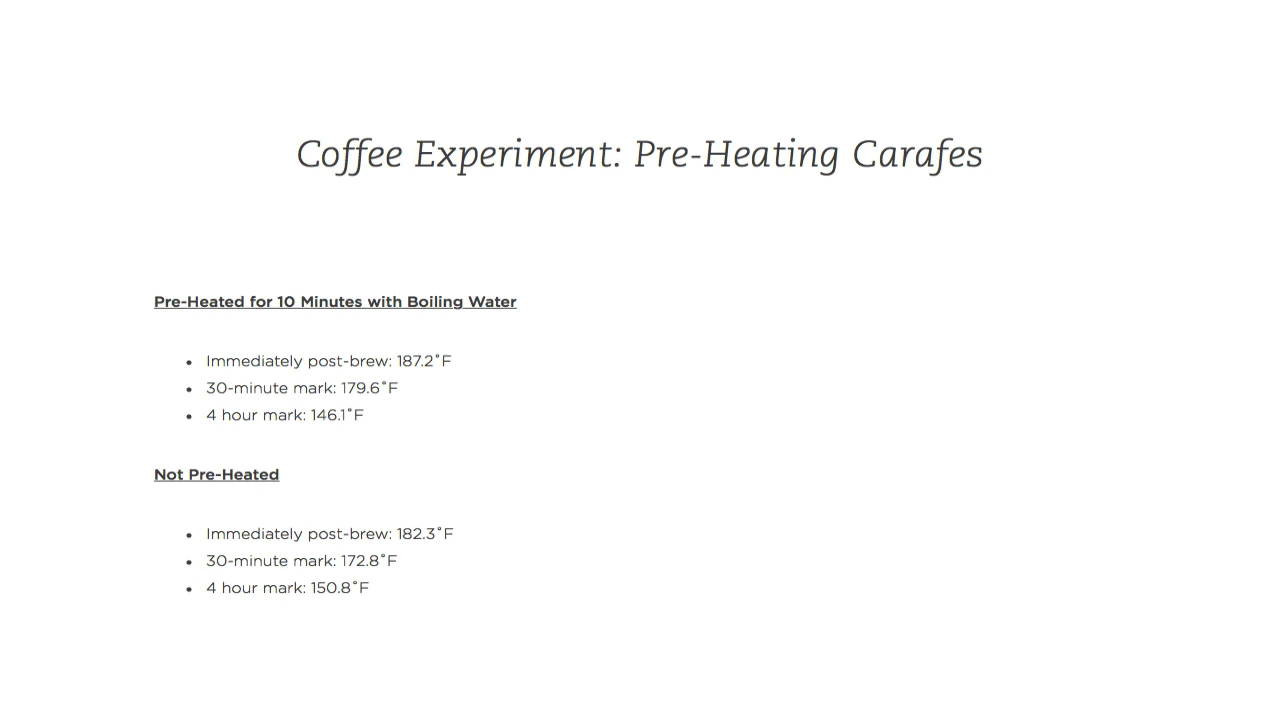 Coffee Experiment: Pre-Heating Carafes
Pre-Heated for 10 Minutes with Boiling Water
• Immediately post-brew: 187.2˚F
• 30-minute mark: 179.6˚F
• 4 hour mark: 146.1˚F
Not Pre-Heated
• Immediately post-brew: 182.3˚F
• 30-minute mark: 172.8˚F
• 4 hour mark: 150.8˚F